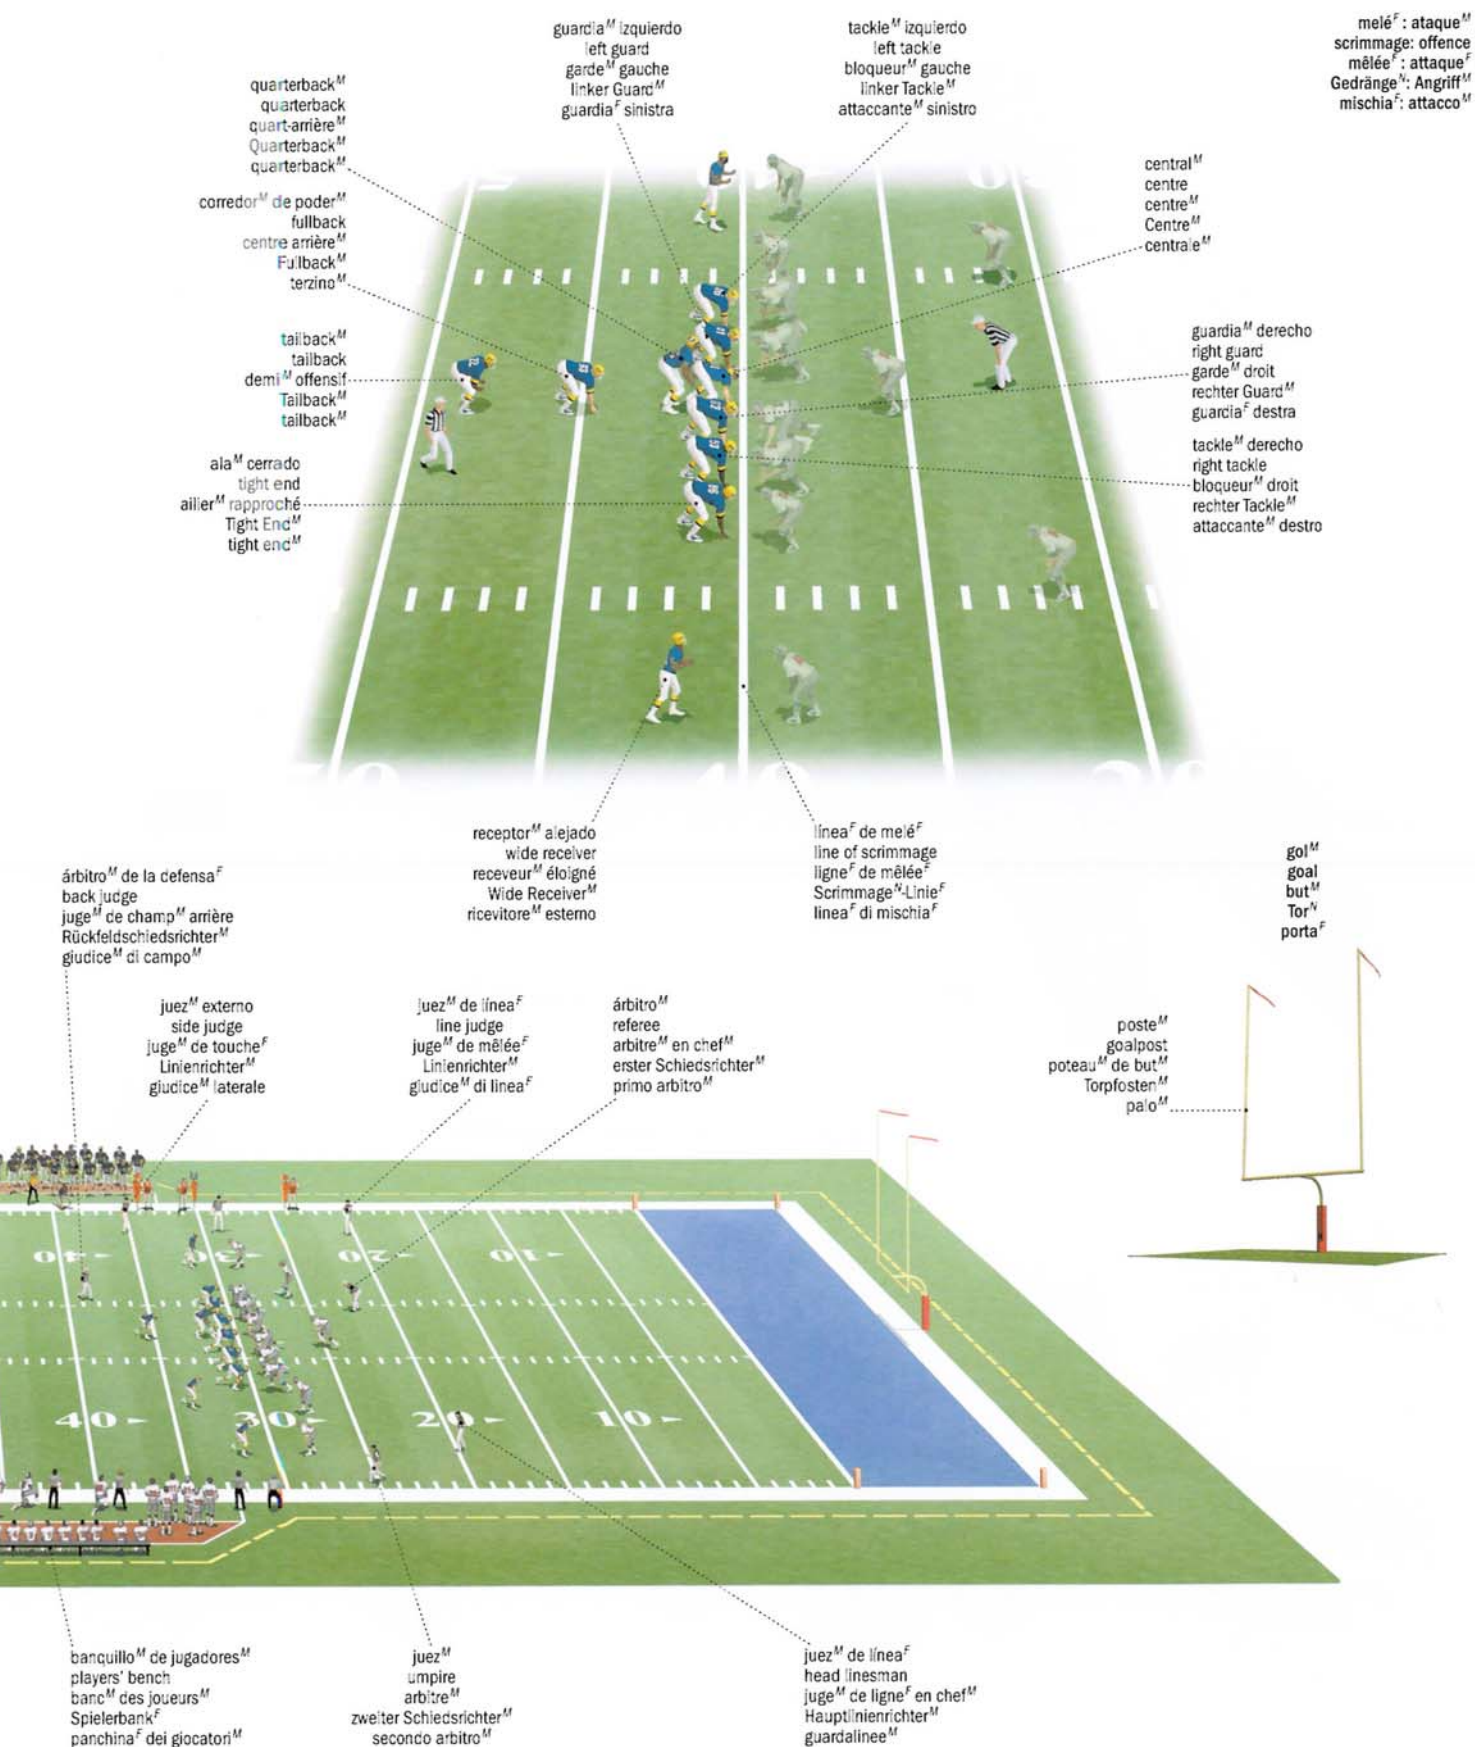 melé^F : ataque^M
scrimmage: offence
mêlée^F : attaque^F
Gedränge^N: Angriff^M
mischia^F: attacco^M
guardia^M izquierdo
left guard
garde^M gauche
linker Guard^M
guardia^F sinistra
tackle^M izquierdo
left tackle
bloqueur^M gauche
linker Tackle^M
attaccante^M sinistro
quarterback^M
quarterback
quart-arrière^M
Quarterback^M
quarterback^M
central^M
centre
centre^M
Centre^M
centrale^M
corredor^M de poder^M
fullback
centre arrière^M
Fullback^M
terzino^M
tailback^M
tailback
demi^M offensif
Tailback^M
tailback^M
guardia^M derecho
right guard
garde^M droit
rechter Guard^M
guardia^F destra
ala^M cerrado
tight end
ailier^M rapproché
Tight End^M
tight end^M
tackle^M derecho
right tackle
bloqueur^M droit
rechter Tackle^M
attaccante^M destro
receptor^M alejado
wide receiver
receveur^M éloigné
Wide Receiver^M
ricevitore^M esterno
línea^F de melé^F
line of scrimmage
ligne^F de mêlée^F
Scrimmage^N-Linie^F
linea^F di mischia^F
gol^M
goal
but^M
Tor^N
porta^F
árbitro^M de la defensa^F
back judge
juge^M de champ^M arrière
Rückfeldschiedsrichter^M
giudice^M di campo^M
juez^M externo
side judge
juge^M de touche^F
Linienrichter^M
giudice^M laterale
juez^M de línea^F
line judge
juge^M de mêlée^F
Linienrichter^M
giudice^M di linea^F
árbitro^M
referee
arbitre^M en chef^M
erster Schiedsrichter^M
primo arbitro^M
poste^M
goalpost
poteau^M de but^M
Torpfosten^M
palo^M
40 30 20 10
40 30 20 10
banquillo^M de jugadores^M
players' bench
banc^M des joueurs^M
Spielerbank^F
panchina^F dei giocatori^M
juez^M
umpire
arbitre^M
zweiter Schiedsrichter^M
secondo arbitro^M
juez^M de línea^F
head linesman
juge^M de ligne^F en chef^M
Hauptlinienrichter^M
guardalinee^M